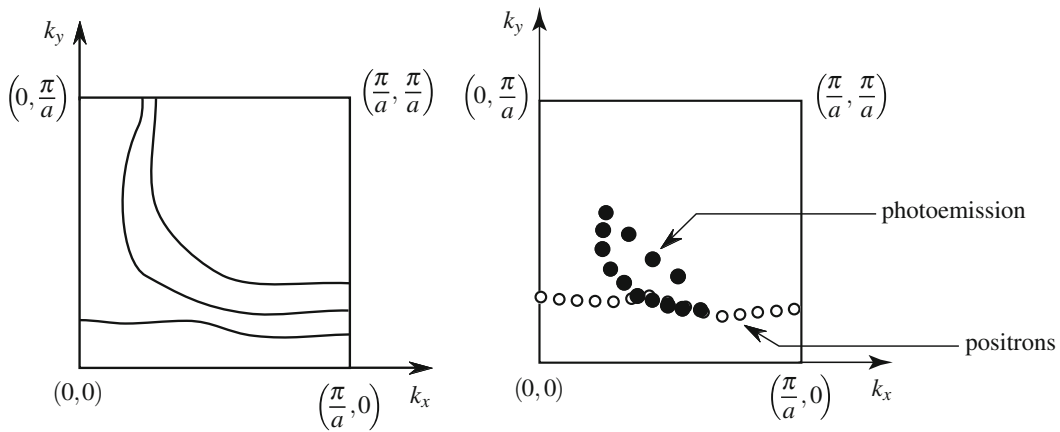 k_y
(0, π/a)
(π/a, π/a)
(0,0)
(π/a, 0)
k_x
k_y
(0, π/a)
(π/a, π/a)
photoemission
positrons
(0,0)
(π/a, 0)
k_x